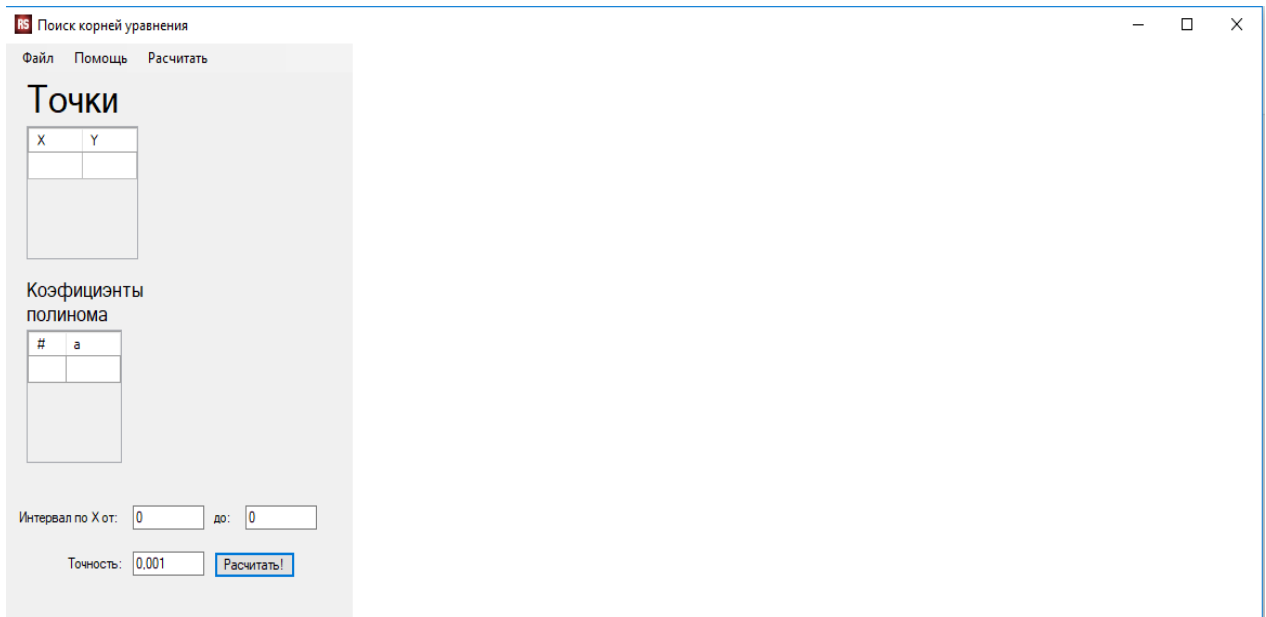 RS Поиск корней уравнения
Файл Помощь Расчитать
Точки
X Y
Коэфициэнты
полинома
# a
Интервал по X от: 0 до: 0
Точность: 0,001 Расчитать!